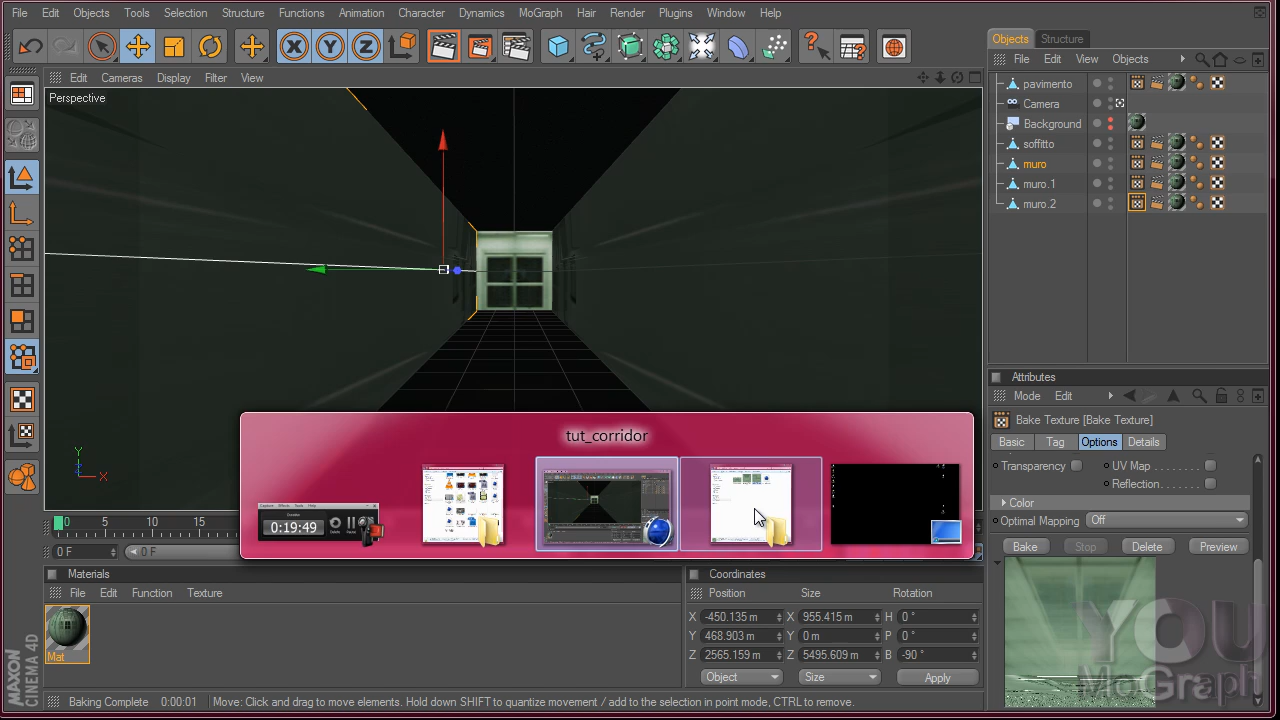 File Edit Objects Tools Selection Structure Functions Animation Character Dynamics MoGraph Hair Render Plugins Window Help
X Y Z
Objects Structure
File Edit View Objects
Edit Cameras Display Filter View
Perspective
pavimento
Camera
Background
soffitto
muro
muro.1
muro.2
Attributes
Mode Edit
Bake Texture [Bake Texture]
Basic Tag Options Details
Transparency UV Map
Reflection
Color
Optimal Mapping Off
Bake Stop Delete Preview
tut_corridor
0:19:49
Y
X
0 5 10 15
0 F 0 F
Materials
File Edit Function Texture
Mat
Coordinates
Position Size Rotation
X -450.135 m X 955.415 m H 0 °
Y 468.903 m Y 0 m P 0 °
Z 2565.159 m Z 5495.609 m B -90 °
Object Size Apply
MAXON
CINEMA 4D
YOU
MoGraph
Baking Complete 0:00:01 Move: Click and drag to move elements. Hold down SHIFT to quantize movement / add to the selection in point mode, CTRL to remove.